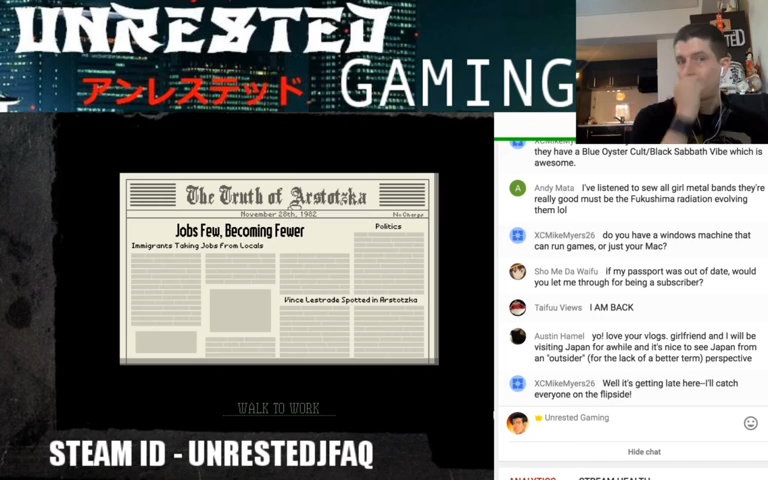 UNRESTED
アンレステッド
GAMING
The Truth of Arstotzka
November 28th, 1982
No Charge
Jobs Few, Becoming Fewer
Immigrants Taking Jobs From Locals
Politics
Vince Lestrade Spotted in Arstotzka
WALK TO WORK
STEAM ID - UNRESTEDJFAQ
they have a Blue Oyster Cult/Black Sabbath Vibe which is
awesome.
A
Andy Mata I've listened to sew all girl metal bands they're
really good must be the Fukushima radiation evolving
them lol
XCMikeMyers26 do you have a windows machine that
can run games, or just your Mac?
Sho Me Da Waifu if my passport was out of date, would
you let me through for being a subscriber?
Taifuu Views I AM BACK
Austin Hamel yo! love your vlogs. girlfriend and I will be
visiting Japan for awhile and it's nice to see Japan from
an "outsider" (for the lack of a better term) perspective
XCMikeMyers26 Well it's getting late here--I'll catch
everyone on the flipside!
Unrested Gaming
Hide chat